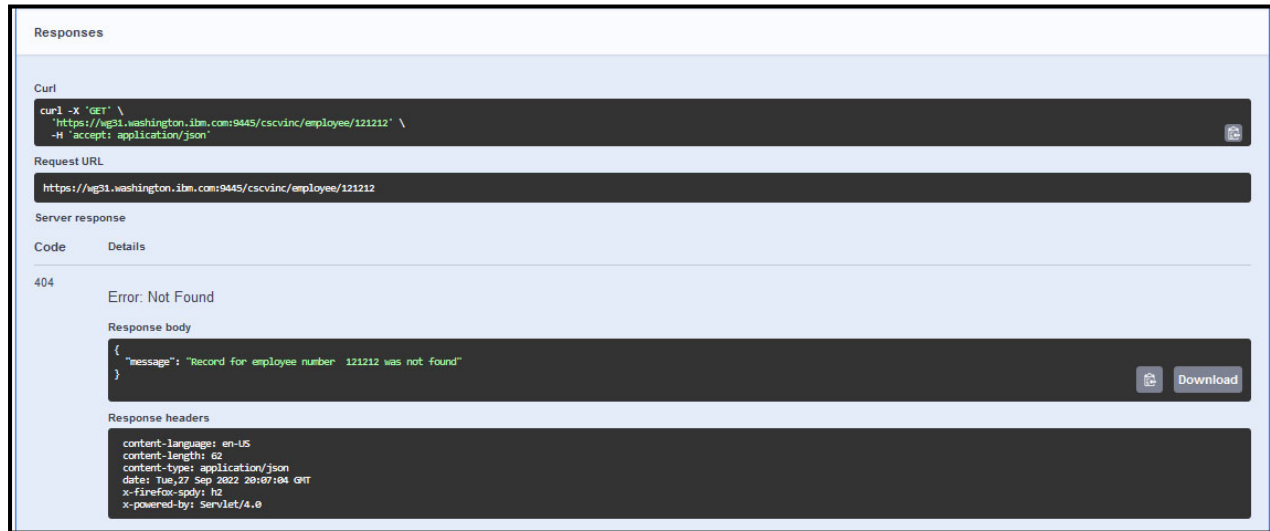 Responses
Curl
curl -X 'GET' \
'https://wg31.washington.ibm.com:9445/cscvinc/employee/121212' \
-H 'accept: application/json'
Request URL
https://wg31.washington.ibm.com:9445/cscvinc/employee/121212
Server response
Code Details
404
Error: Not Found
Response body
{
"message": "Record for employee number  121212 was not found"
}
Download
Response headers
content-language: en-US
content-length: 62
content-type: application/json
date: Tue,27 Sep 2022 20:07:04 GMT
x-firefox-spdy: h2
x-powered-by: Servlet/4.0